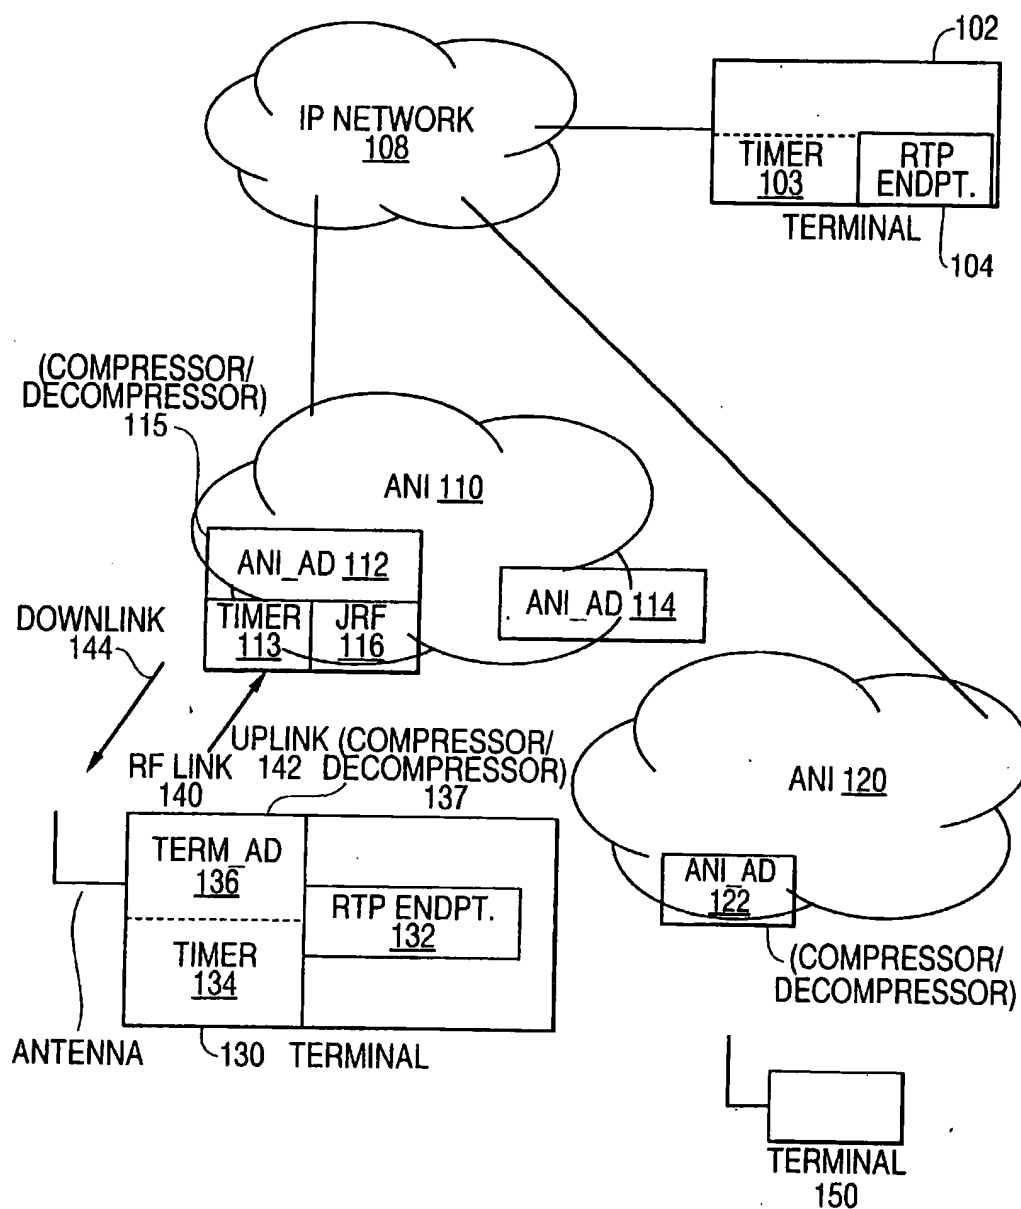 102
IP NETWORK
108
TIMER
103
RTP
ENDPT.
TERMINAL
104
(COMPRESSOR/
DECOMPRESSOR)
115
ANI 110
ANI_AD 112
TIMER
113
JRF
116
ANI_AD 114
DOWNLINK
144
UPLINK
142
(COMPRESSOR/
DECOMPRESSOR)
137
RF LINK
140
ANI 120
TERM_AD
136
RTP ENDPT.
132
TIMER
134
ANI_AD
122
(COMPRESSOR/
DECOMPRESSOR)
ANTENNA
130
TERMINAL
TERMINAL
150